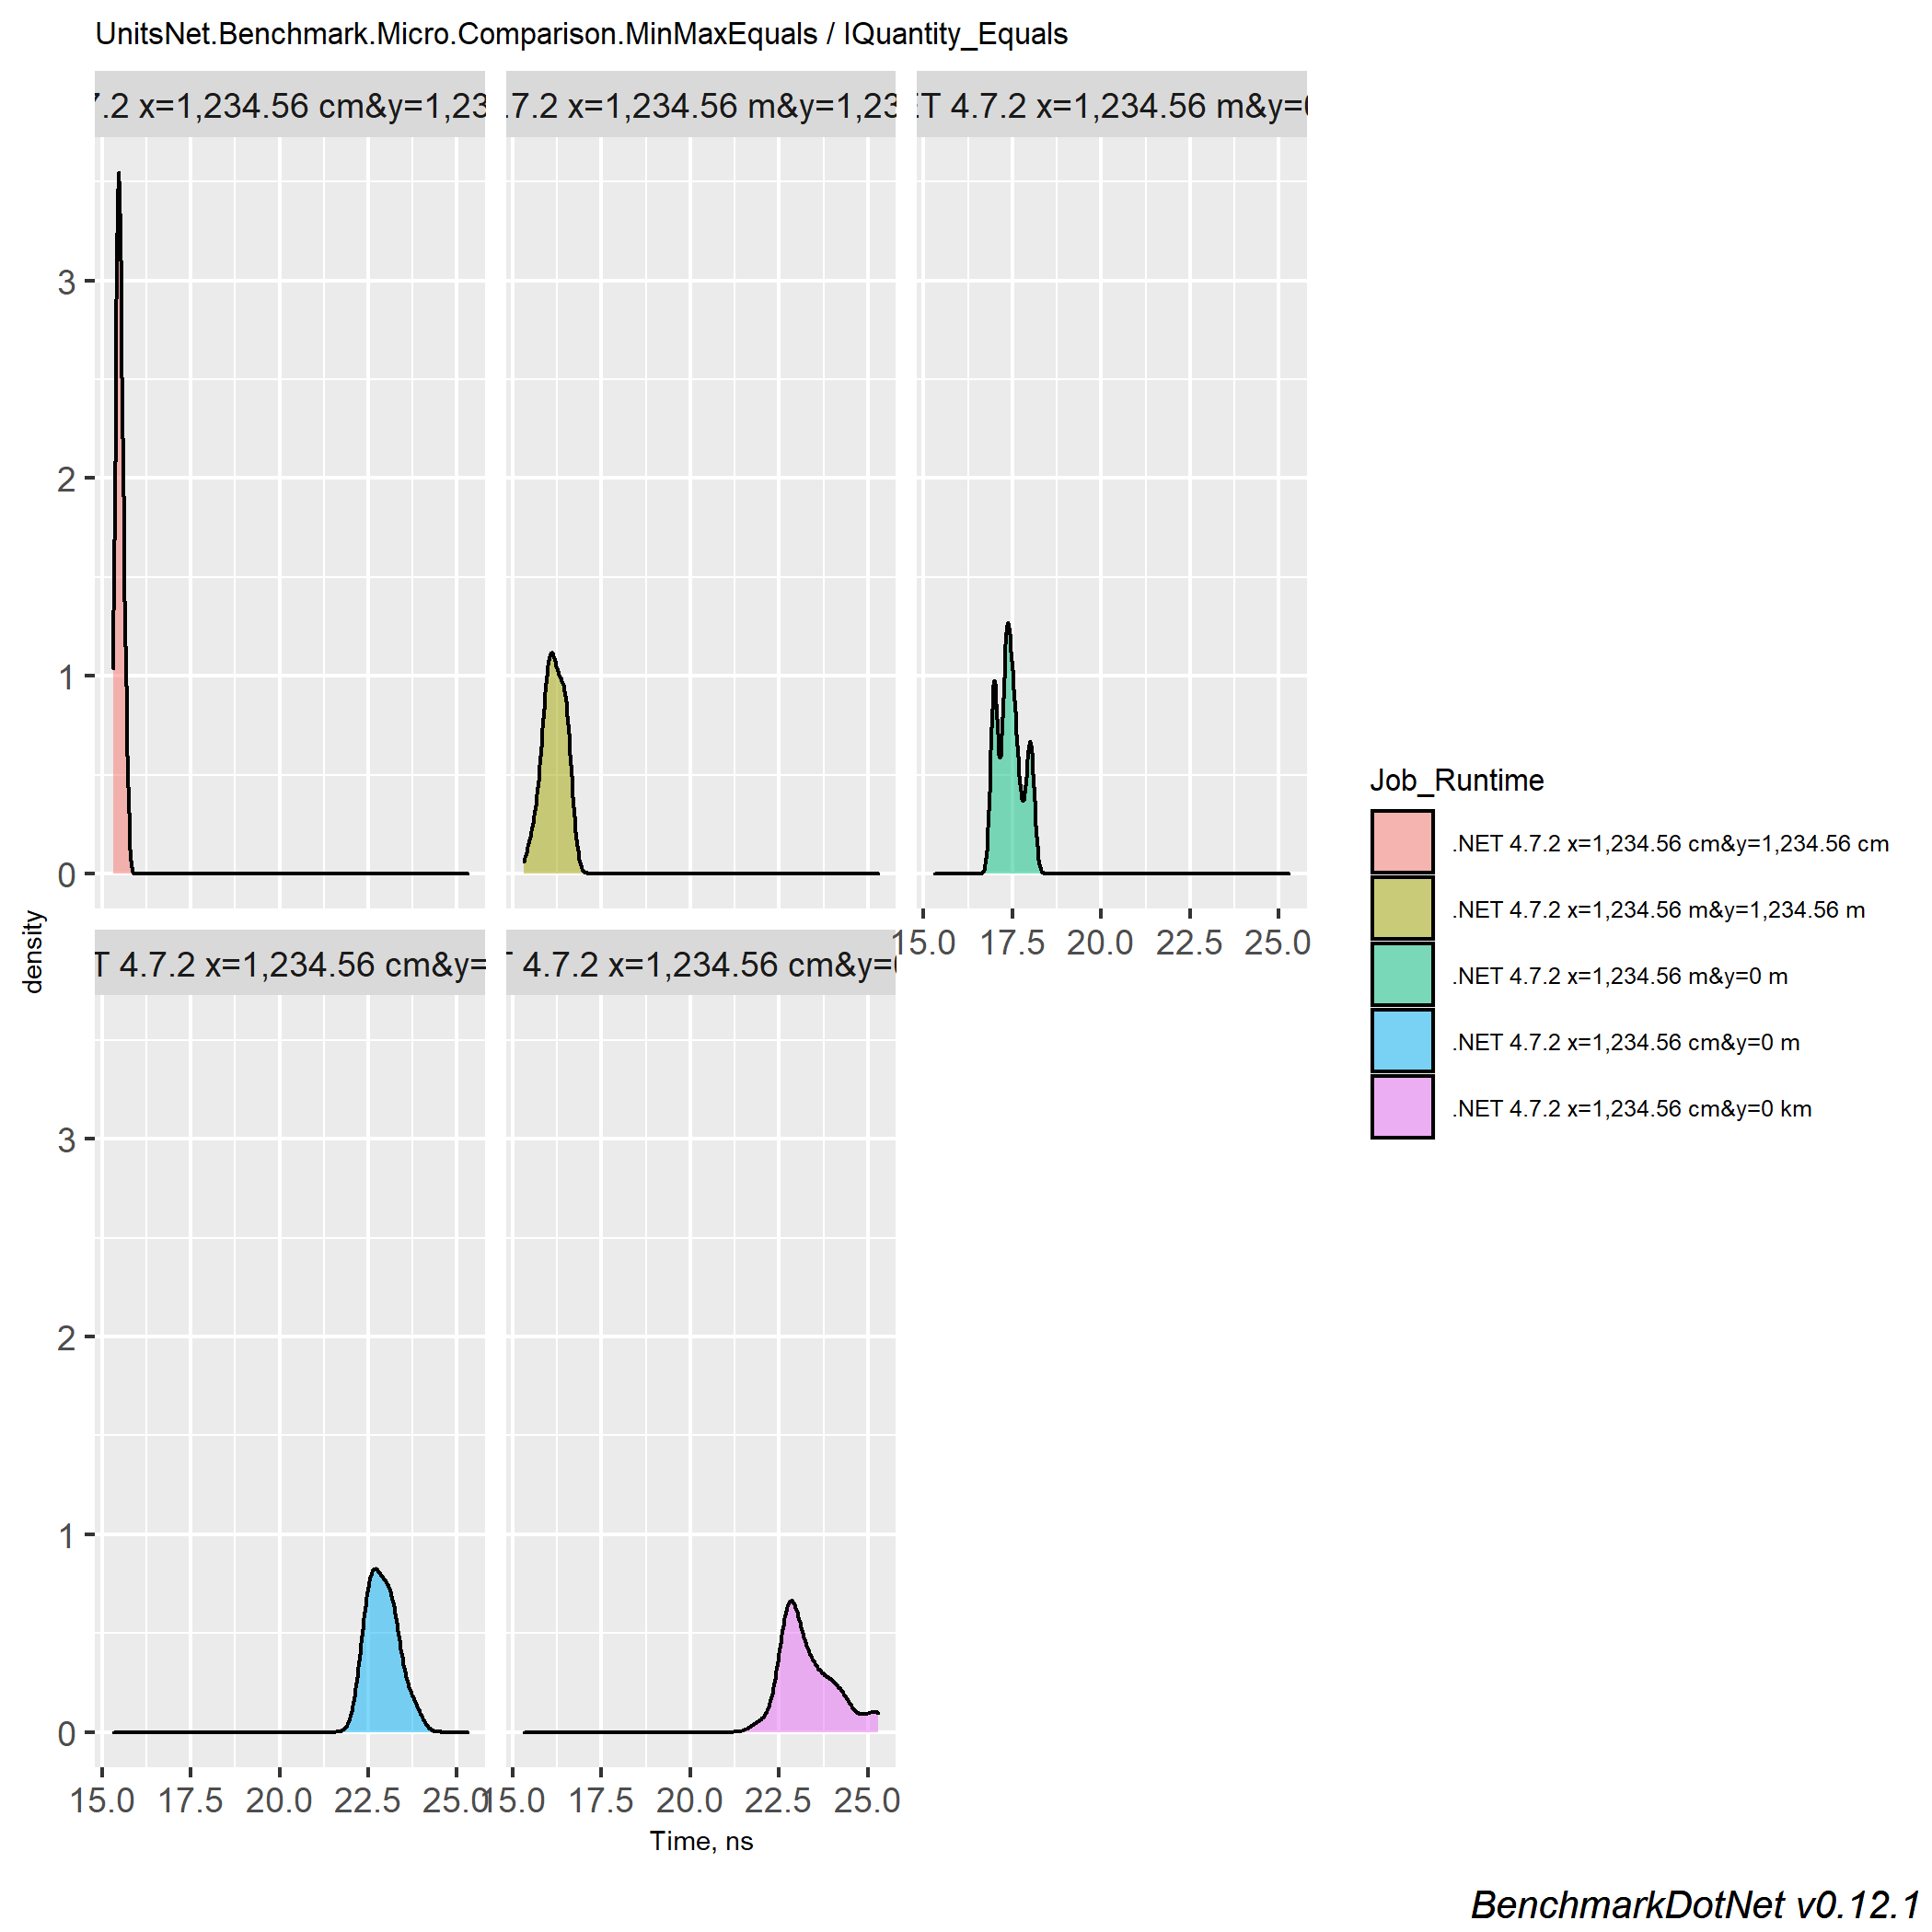 UnitsNet.Benchmark.Micro.Comparison.MinMaxEquals / IQuantity_Equals
7.2 x=1,234.56 cm&y=1,23
.7.2 x=1,234.56 m&y=1,23
ET 4.7.2 x=1,234.56 m&y=0
3
2
1
0
15.0 17.5 20.0 22.5 25.0
density
T 4.7.2 x=1,234.56 cm&y=
T 4.7.2 x=1,234.56 cm&y=0
3
2
1
0
15.0 17.5 20.0 22.5 25.0
15.0 17.5 20.0 22.5 25.0
Time, ns
Job_Runtime
.NET 4.7.2 x=1,234.56 cm&y=1,234.56 cm
.NET 4.7.2 x=1,234.56 m&y=1,234.56 m
.NET 4.7.2 x=1,234.56 m&y=0 m
.NET 4.7.2 x=1,234.56 cm&y=0 m
.NET 4.7.2 x=1,234.56 cm&y=0 km
BenchmarkDotNet v0.12.1